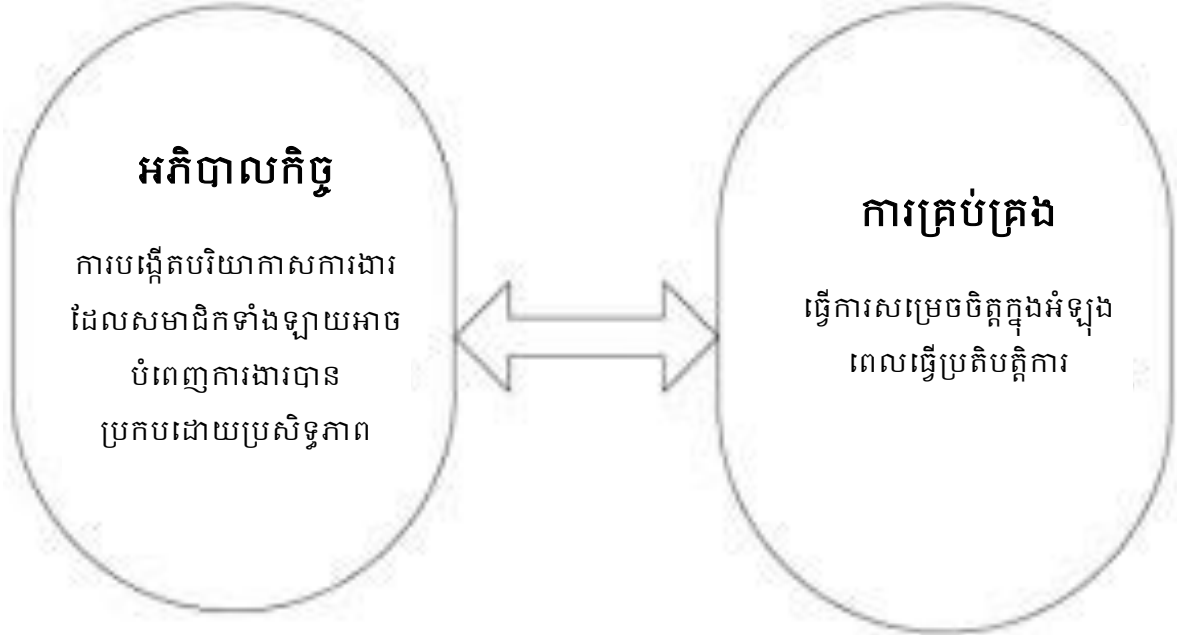 អភិបាលកិច្ច
ការបង្កើតបរិយាកាសការងារ
ដែលសមាជិកទាំងឡាយអាច
បំពេញការងារបាន
ប្រកបដោយប្រសិទ្ធភាព
ការគ្រប់គ្រង
ធ្វើការសម្រេចចិត្តក្នុងអំឡុង
ពេលធ្វើប្រតិបត្តិការ